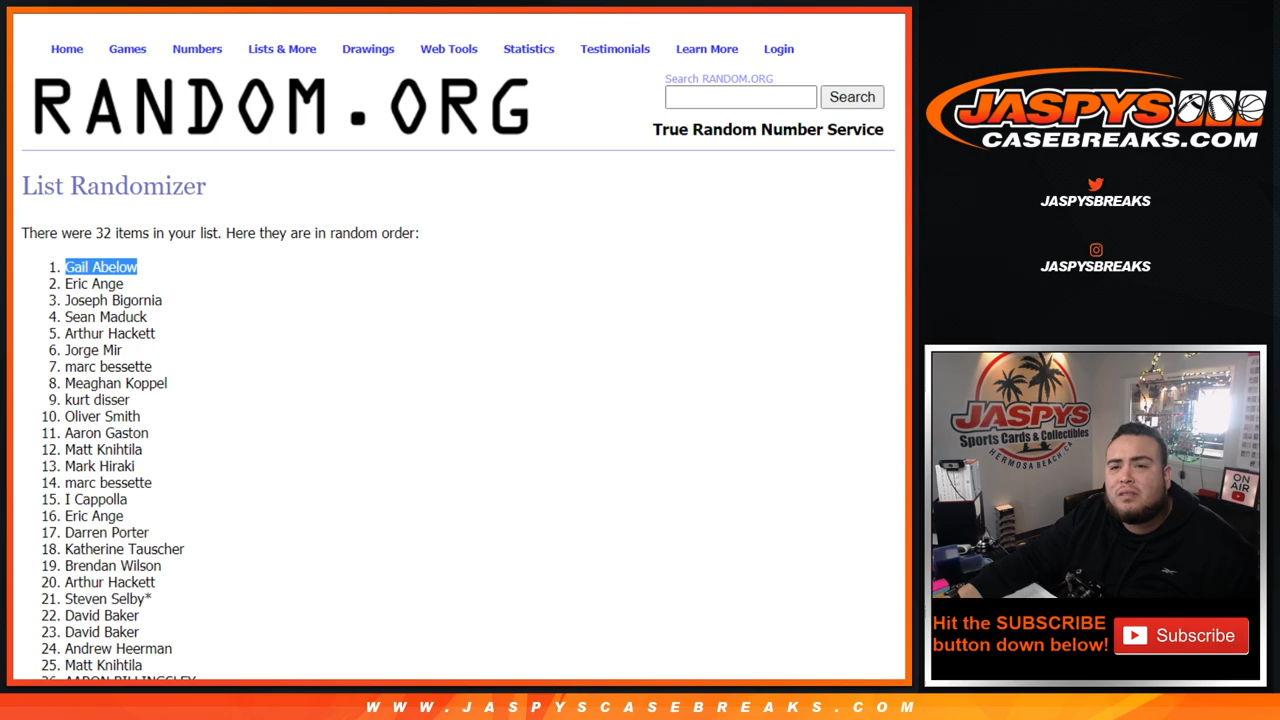 Home Games Numbers Lists & More Drawings Web Tools Statistics Testimonials Learn More Login
RANDOM.ORG
Search RANDOM.ORG
Search
True Random Number Service
List Randomizer
There were 32 items in your list. Here they are in random order:
1. Gail Abelow
2. Eric Ange
3. Joseph Bigornia
4. Sean Maduck
5. Arthur Hackett
6. Jorge Mir
7. marc bessette
8. Meaghan Koppel
9. kurt disser
10. Oliver Smith
11. Aaron Gaston
12. Matt Knihtila
13. Mark Hiraki
14. marc bessette
15. I Cappolla
16. Eric Ange
17. Darren Porter
18. Katherine Tauscher
19. Brendan Wilson
20. Arthur Hackett
21. Steven Selby*
22. David Baker
23. David Baker
24. Andrew Heerman
25. Matt Knihtila
26. AARON BILLINGSLEY
JASPYS
CASEBREAKS.COM
JASPYSBREAKS
JASPYSBREAKS
JASPYS
Sports Cards & Collectibles
HERMOSA BEACH, CA
ON
AIR
Hit the SUBSCRIBE
button down below!
Subscribe
WWW.JASPYSCASEBREAKS.COM